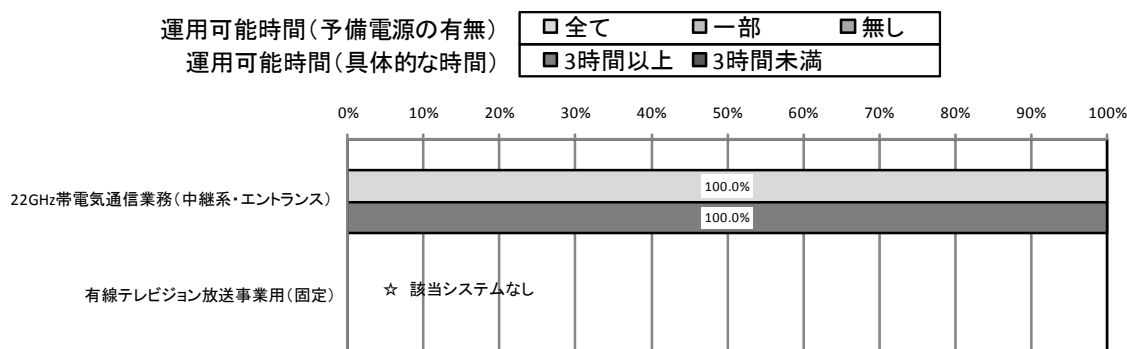 運用可能時間(予備電源の有無) 全て 一部 無し
運用可能時間(具体的な時間) 3時間以上 3時間未満
0% 10% 20% 30% 40% 50% 60% 70% 80% 90% 100%
22GHz帯電気通信業務(中継系・エントランス)
100.0%
100.0%
有線テレビジョン放送事業用(固定) ☆ 該当システムなし